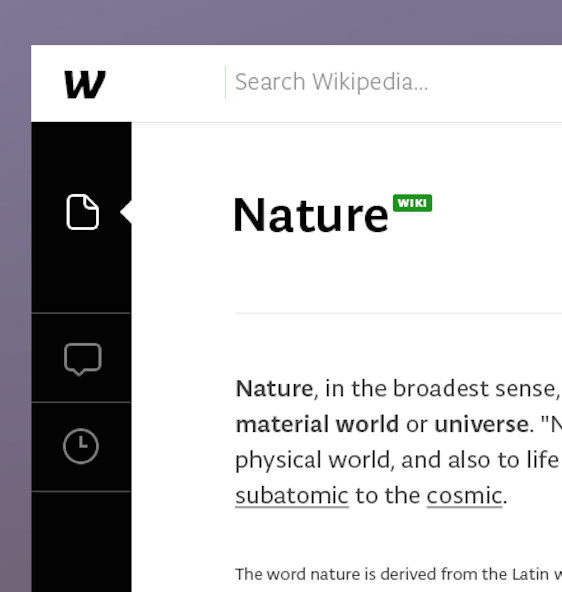 W
Search Wikipedia...
Nature WIKI
Nature, in the broadest sense,
material world or universe. "N
physical world, and also to life
subatomic to the cosmic.
The word nature is derived from the Latin w